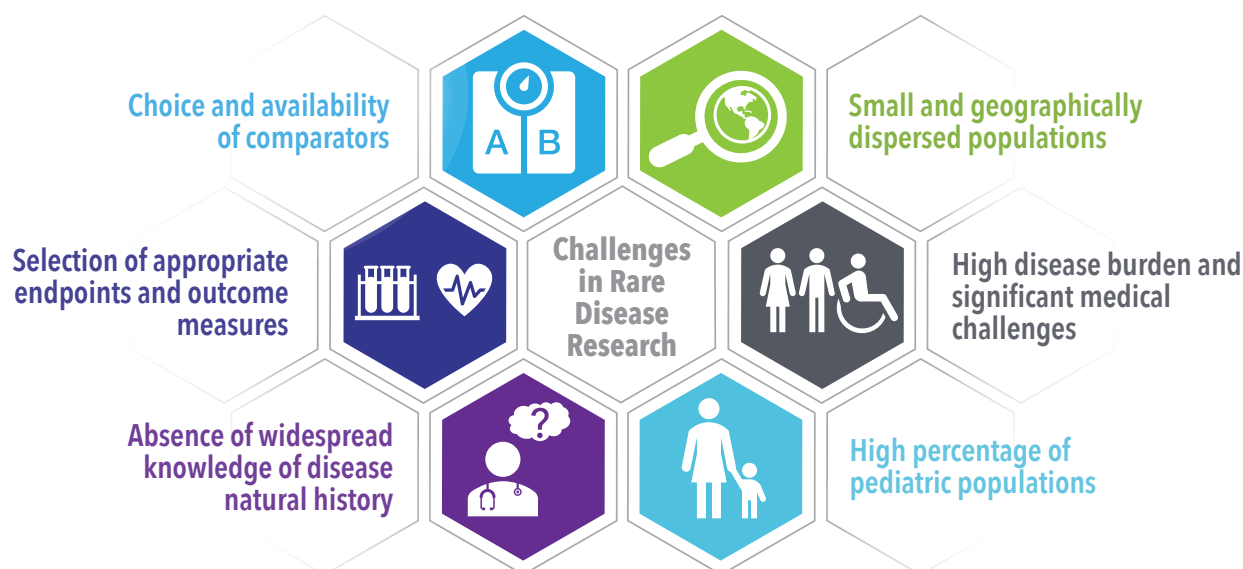 Choice and availability
of comparators
A B
Small and geographically
dispersed populations
Selection of appropriate
endpoints and outcome
measures
Challenges
in Rare
Disease
Research
High disease burden and
significant medical
challenges
Absence of widespread
knowledge of disease
natural history
?
High percentage of
pediatric populations